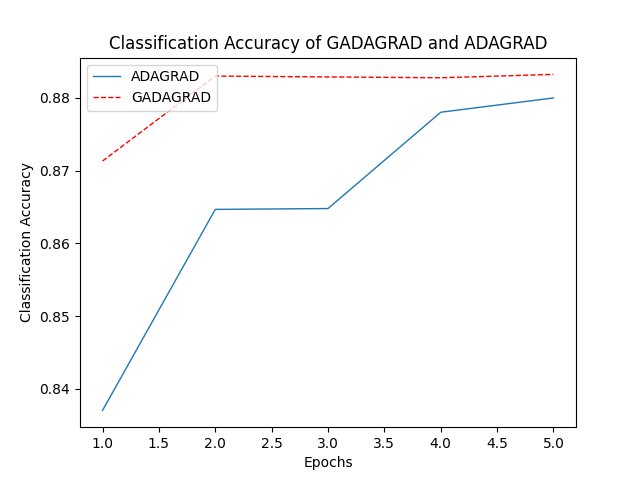 Classification Accuracy of GADAGRAD and ADAGRAD
ADAGRAD
GADAGRAD
Classification Accuracy
0.88
0.87
0.86
0.85
0.84
1.0 1.5 2.0 2.5 3.0 3.5 4.0 4.5 5.0
Epochs